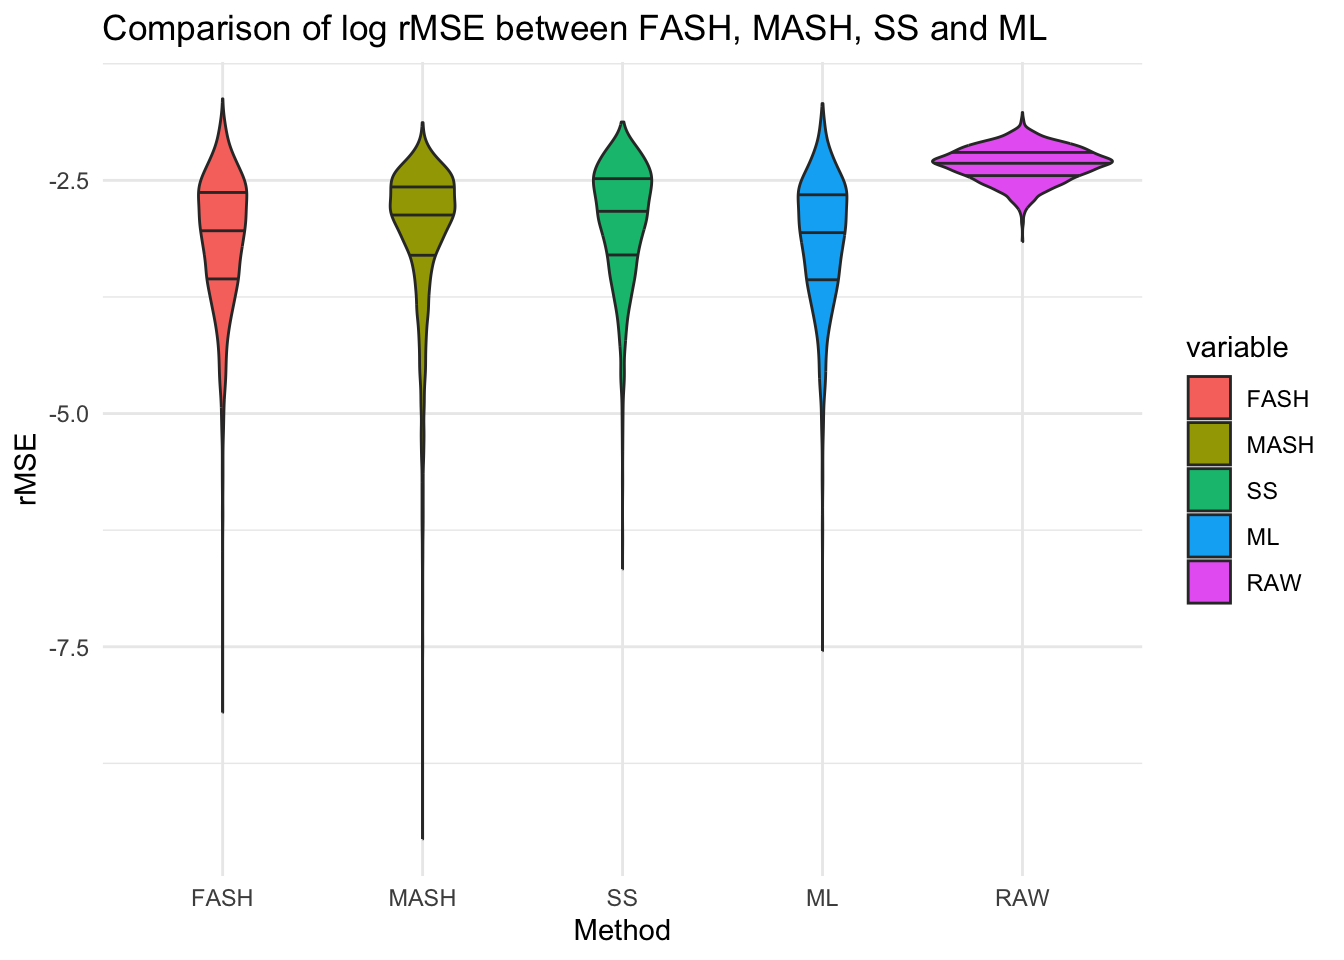 Comparison of log rMSE between FASH, MASH, SS and ML
-2.5
-5.0
-7.5
rMSE
FASH
MASH
SS
ML
RAW
Method
variable
FASH
MASH
SS
ML
RAW